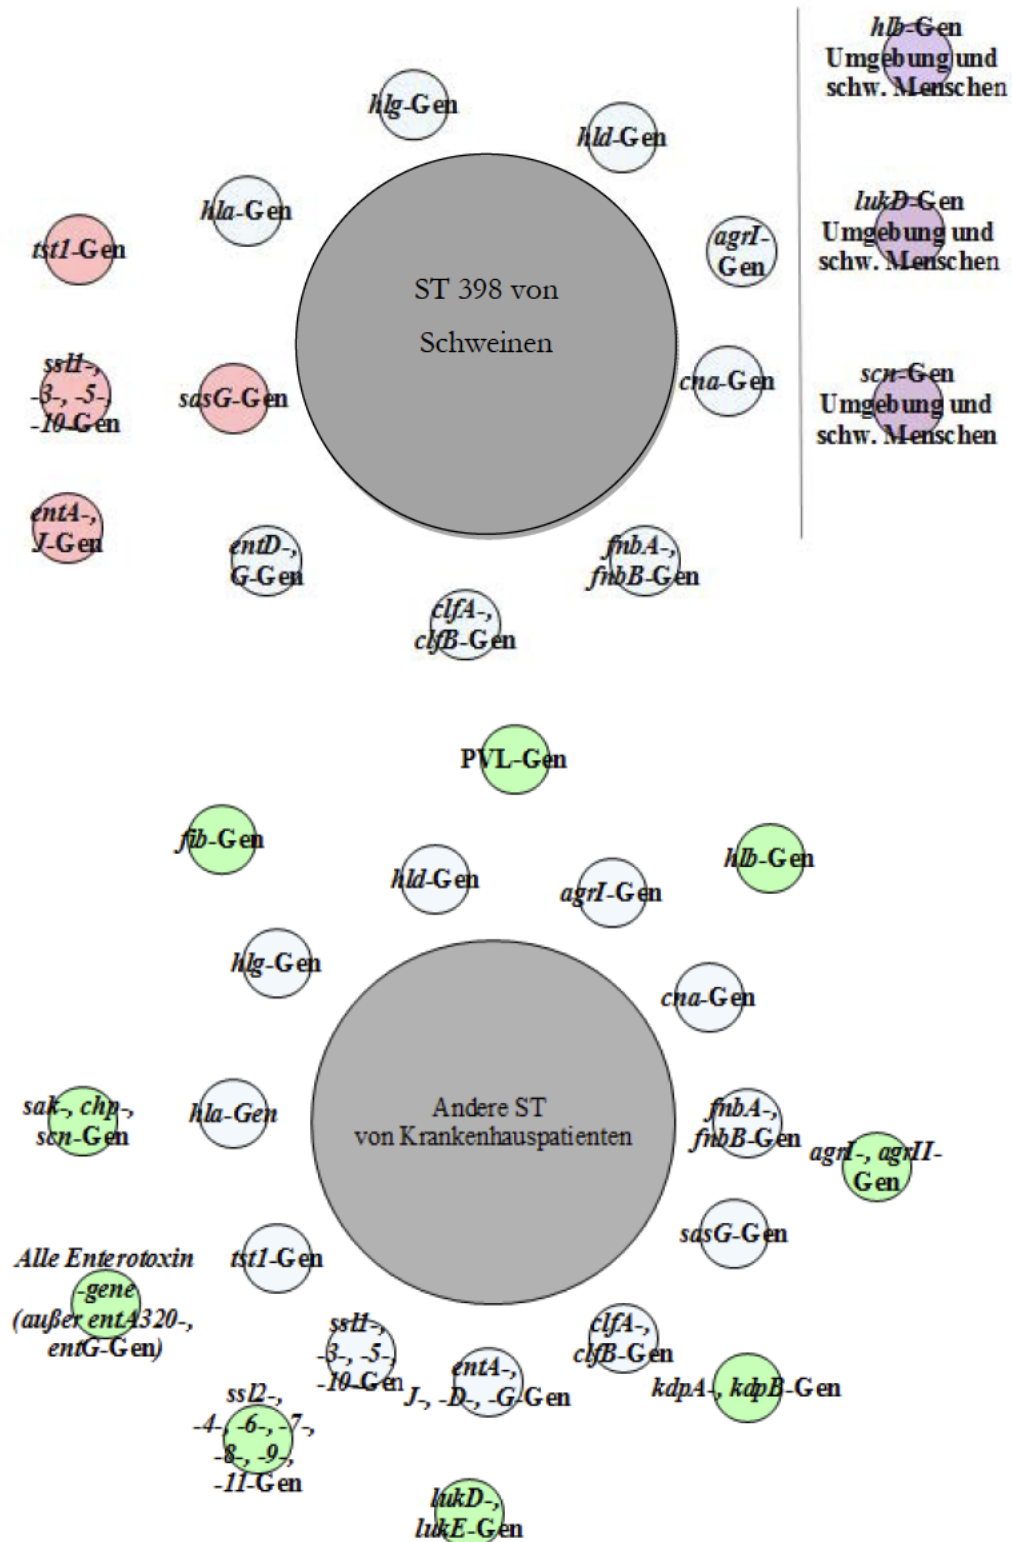 hlb-Gen
Umgebung und
schw. Menschen
hlg-Gen
hld-Gen
hla-Gen
lukD-Gen
Umgebung und
schw. Menschen
tst1-Gen
agrI-
Gen
ST 398 von
Schweinen
ssl1-,
-3-, -5-,
-10-Gen
sasG-Gen
cna-Gen
scn-Gen
Umgebung und
schw. Menschen
entA-,
J-Gen
entD-,
G-Gen
fnbA-,
fnbB-Gen
clfA-,
clfB-Gen
PVL-Gen
fib-Gen
hlb-Gen
hld-Gen
agrI-Gen
hlg-Gen
cna-Gen
sak-, chp-,
scn-Gen
hla-Gen
Andere ST
von Krankenhauspatienten
fnbA-,
fnbB-Gen
agrI-, agrII-
Gen
sasG-Gen
Alle Enterotoxin
-gene
(außer entA320-,
entG-Gen)
tst1-Gen
ssl1-,
-3-, -5-,
-10-Gen
clfA-,
clfB-Gen
entA-,
J-, -D-, -G-Gen
kdpA-, kdpB-Gen
ssl2-,
-4-, -6-, -7-,
-8-, -9-,
-11-Gen
lukD-,
lukE-Gen